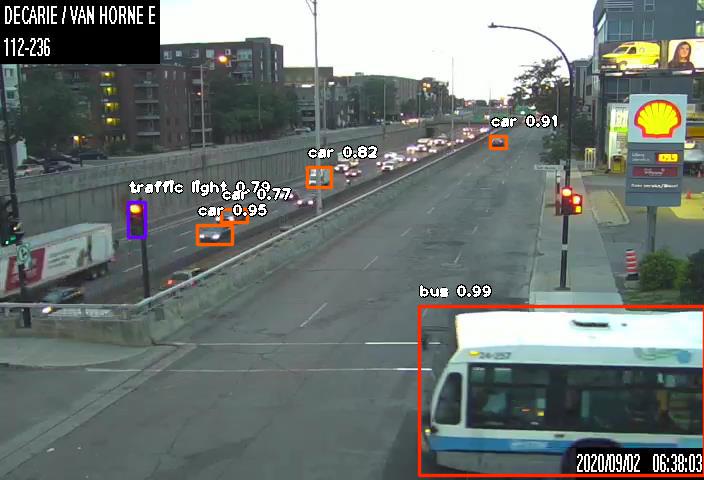 DECARIE / VAN HORNE E
112-236
car 0.91
car 0.82
traffic light 0.79
car 0.77
car 0.95
bus 0.99
24-257
2020/09/02 06:38:03